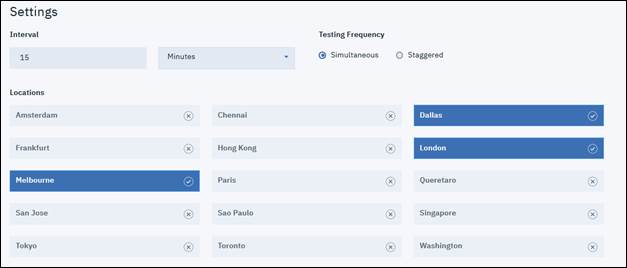 Settings
Interval Testing Frequency
15 Minutes Simultaneous Staggered
Locations
Amsterdam Chennai Dallas
Frankfurt Hong Kong London
Melbourne Paris Queretaro
San Jose Sao Paulo Singapore
Tokyo Toronto Washington